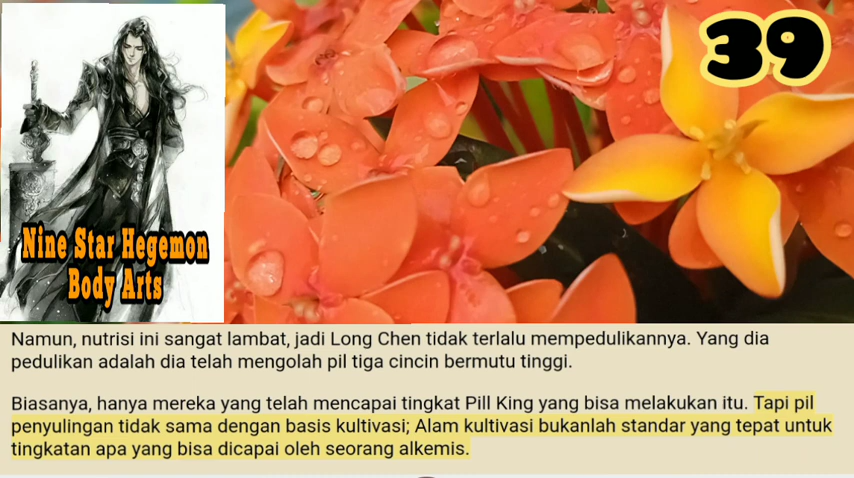 39
Nine Star Hegemon
Body Arts
Namun, nutrisi ini sangat lambat, jadi Long Chen tidak terlalu mempedulikannya. Yang dia
pedulikan adalah dia telah mengolah pil tiga cincin bermutu tinggi.
Biasanya, hanya mereka yang telah mencapai tingkat Pill King yang bisa melakukan itu. Tapi pil
penyulingan tidak sama dengan basis kultivasi; Alam kultivasi bukanlah standar yang tepat untuk
tingkatan apa yang bisa dicapai oleh seorang alkemis.